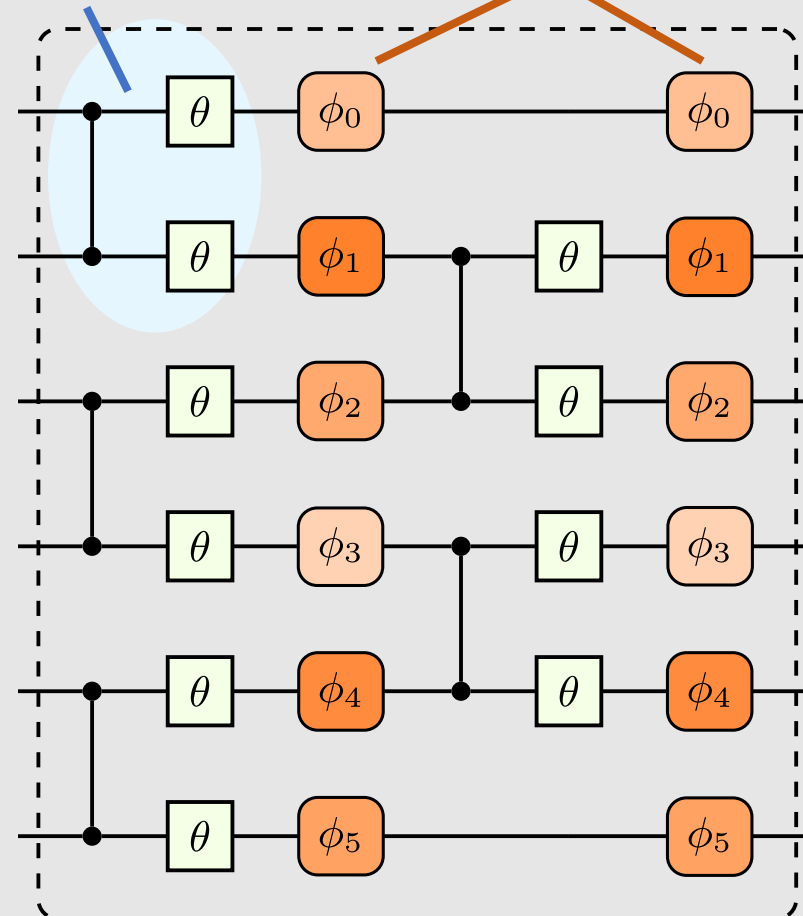 θ ϕ₀ ϕ₀
θ ϕ₁ θ ϕ₁
θ ϕ₂ θ ϕ₂
θ ϕ₃ θ ϕ₃
θ ϕ₄ θ ϕ₄
θ ϕ₅ ϕ₅